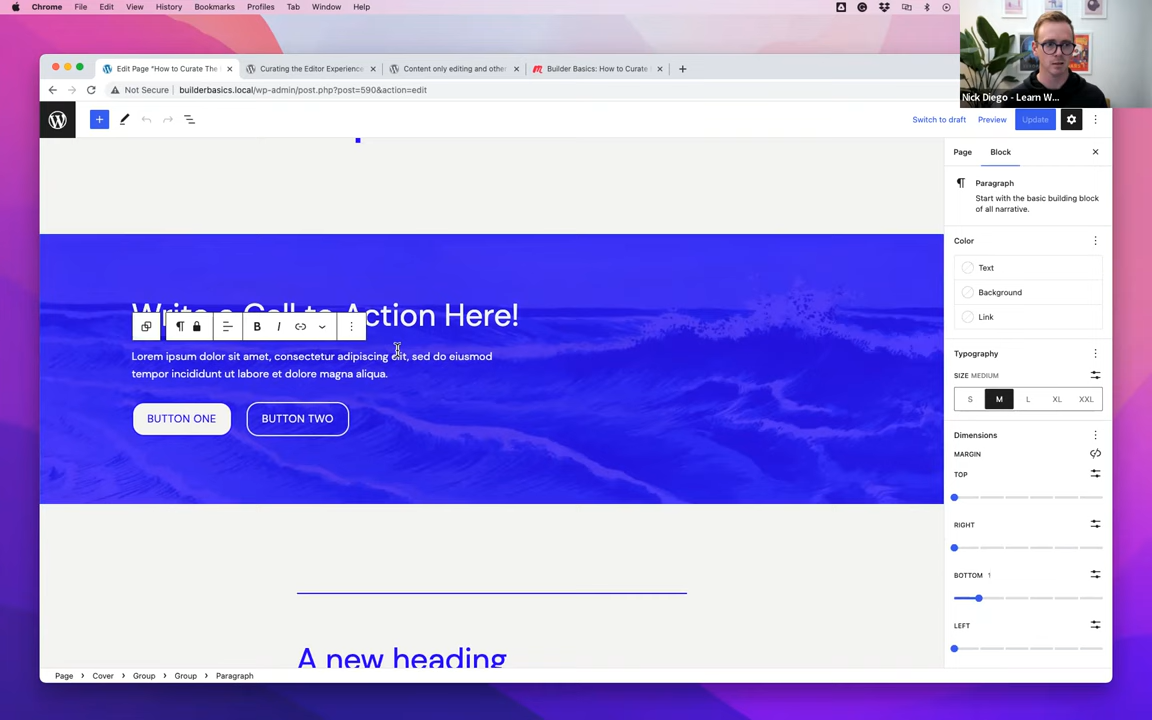 Chrome File Edit View History Bookmarks Profiles Tab Window Help
Nick Diego - Learn W...
Edit Page “How to Curate The
Curating the Editor Experience
Content only editing and other
Builder Basics: How to Curate
Not Secure builderbasics.local/wp-admin/post.php?post=590&action=edit
Switch to draft Preview Update
Page Block
Paragraph
Start with the basic building block
of all narrative.
Color
Text
Background
Link
Typography
SIZE MEDIUM
S M L XL XXL
Dimensions
MARGIN
TOP
RIGHT
BOTTOM 1
LEFT
Write a Call to Action Here!
B I
Lorem ipsum dolor sit amet, consectetur adipiscing elit, sed do eiusmod
tempor incididunt ut labore et dolore magna aliqua.
BUTTON ONE BUTTON TWO
A new heading
Page > Cover > Group > Group > Paragraph